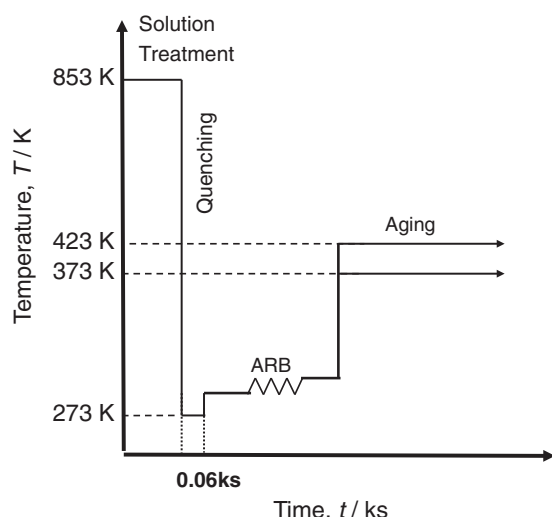 Solution
Treatment
853 K
Quenching
Temperature, T / K
423 K
Aging
373 K
ARB
273 K
0.06ks
Time, t / ks